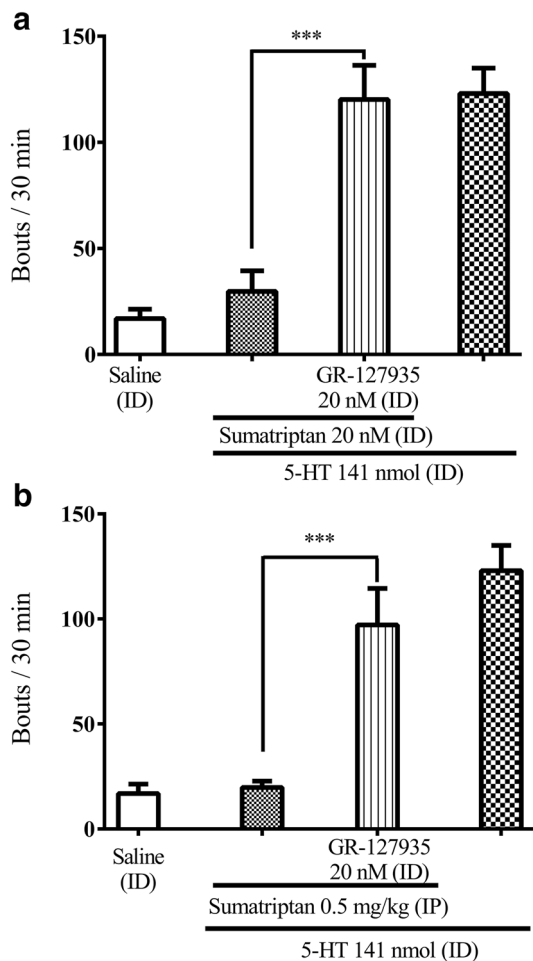 a
150
***
100
50
0
Bouts / 30 min
Saline
(ID)
GR-127935
20 nM (ID)
Sumatriptan 20 nM (ID)
5-HT 141 nmol (ID)
b
150
***
100
50
0
Bouts / 30 min
Saline
(ID)
GR-127935
20 nM (ID)
Sumatriptan 0.5 mg/kg (IP)
5-HT 141 nmol (ID)